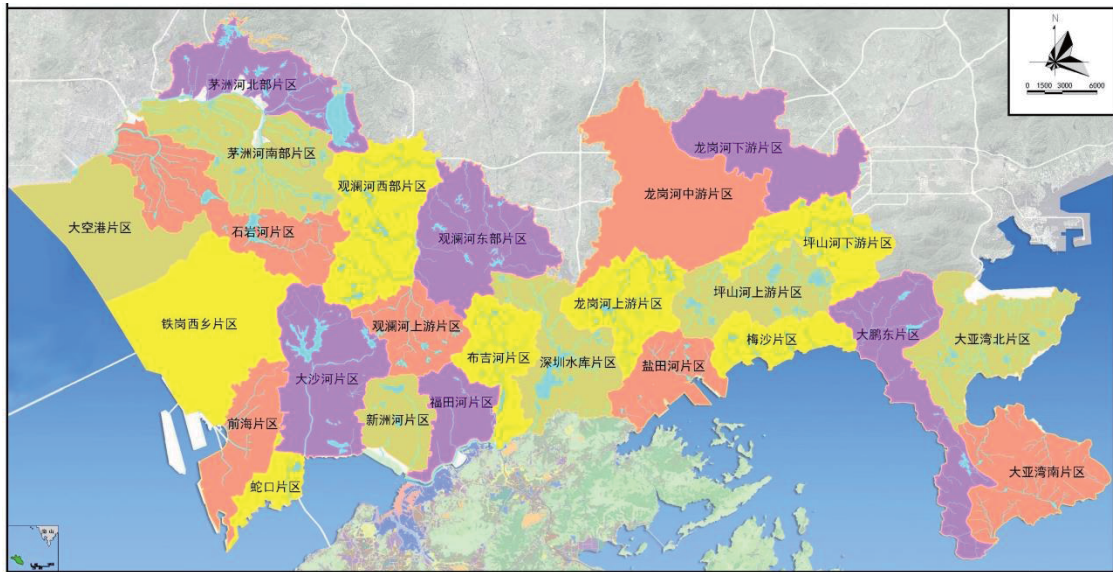 N
0 1500 3000 6000
茅洲河北部片区
茅洲河南部片区
龙岗河下游片区
观澜河西部片区
龙岗河中游片区
大空港片区
石岩河片区
观澜河东部片区
坪山河下游片区
龙岗河上游片区
坪山河上游片区
铁岗西乡片区
观澜河上游片区
大鹏东片区
大亚湾北片区
梅沙片区
布吉河片区
深圳水库片区
盐田河片区
大沙河片区
福田河片区
新洲河片区
前海片区
大亚湾南片区
蛇口片区